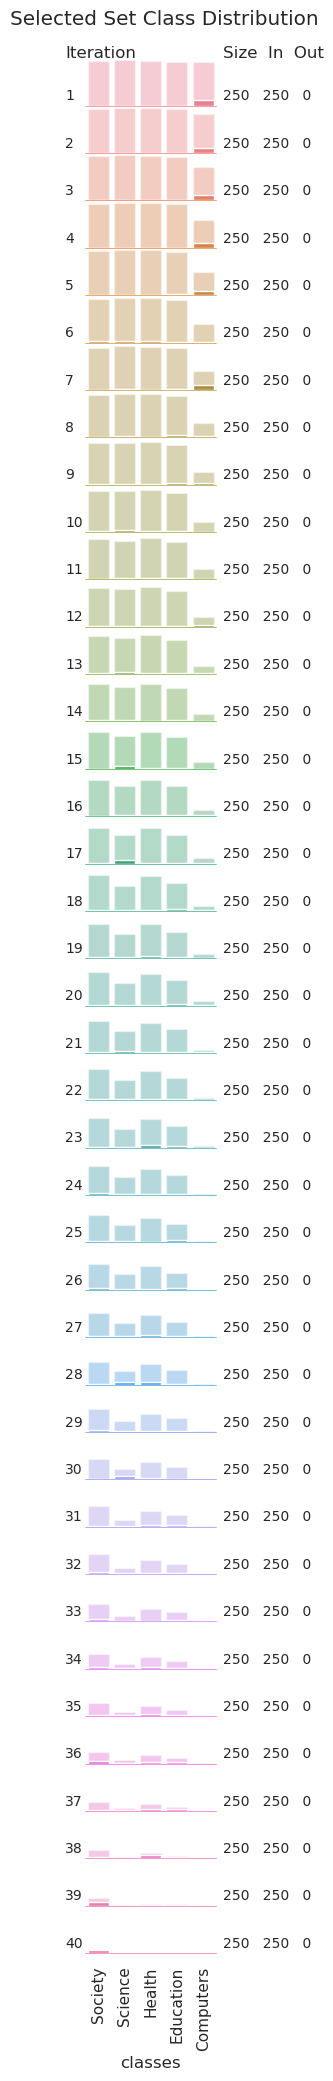 Selected Set Class Distribution
Iteration Size In Out
1 250 250 0
2 250 250 0
3 250 250 0
4 250 250 0
5 250 250 0
6 250 250 0
7 250 250 0
8 250 250 0
9 250 250 0
10 250 250 0
11 250 250 0
12 250 250 0
13 250 250 0
14 250 250 0
15 250 250 0
16 250 250 0
17 250 250 0
18 250 250 0
19 250 250 0
20 250 250 0
21 250 250 0
22 250 250 0
23 250 250 0
24 250 250 0
25 250 250 0
26 250 250 0
27 250 250 0
28 250 250 0
29 250 250 0
30 250 250 0
31 250 250 0
32 250 250 0
33 250 250 0
34 250 250 0
35 250 250 0
36 250 250 0
37 250 250 0
38 250 250 0
39 250 250 0
40 250 250 0
Society
Science
Health
Education
Computers
classes